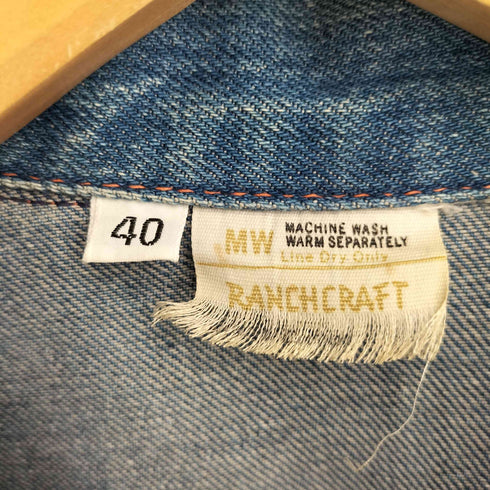 40
MW
MACHINE WASH
WARM SEPARATELY
Line Dry Only
RANCHCRAFT